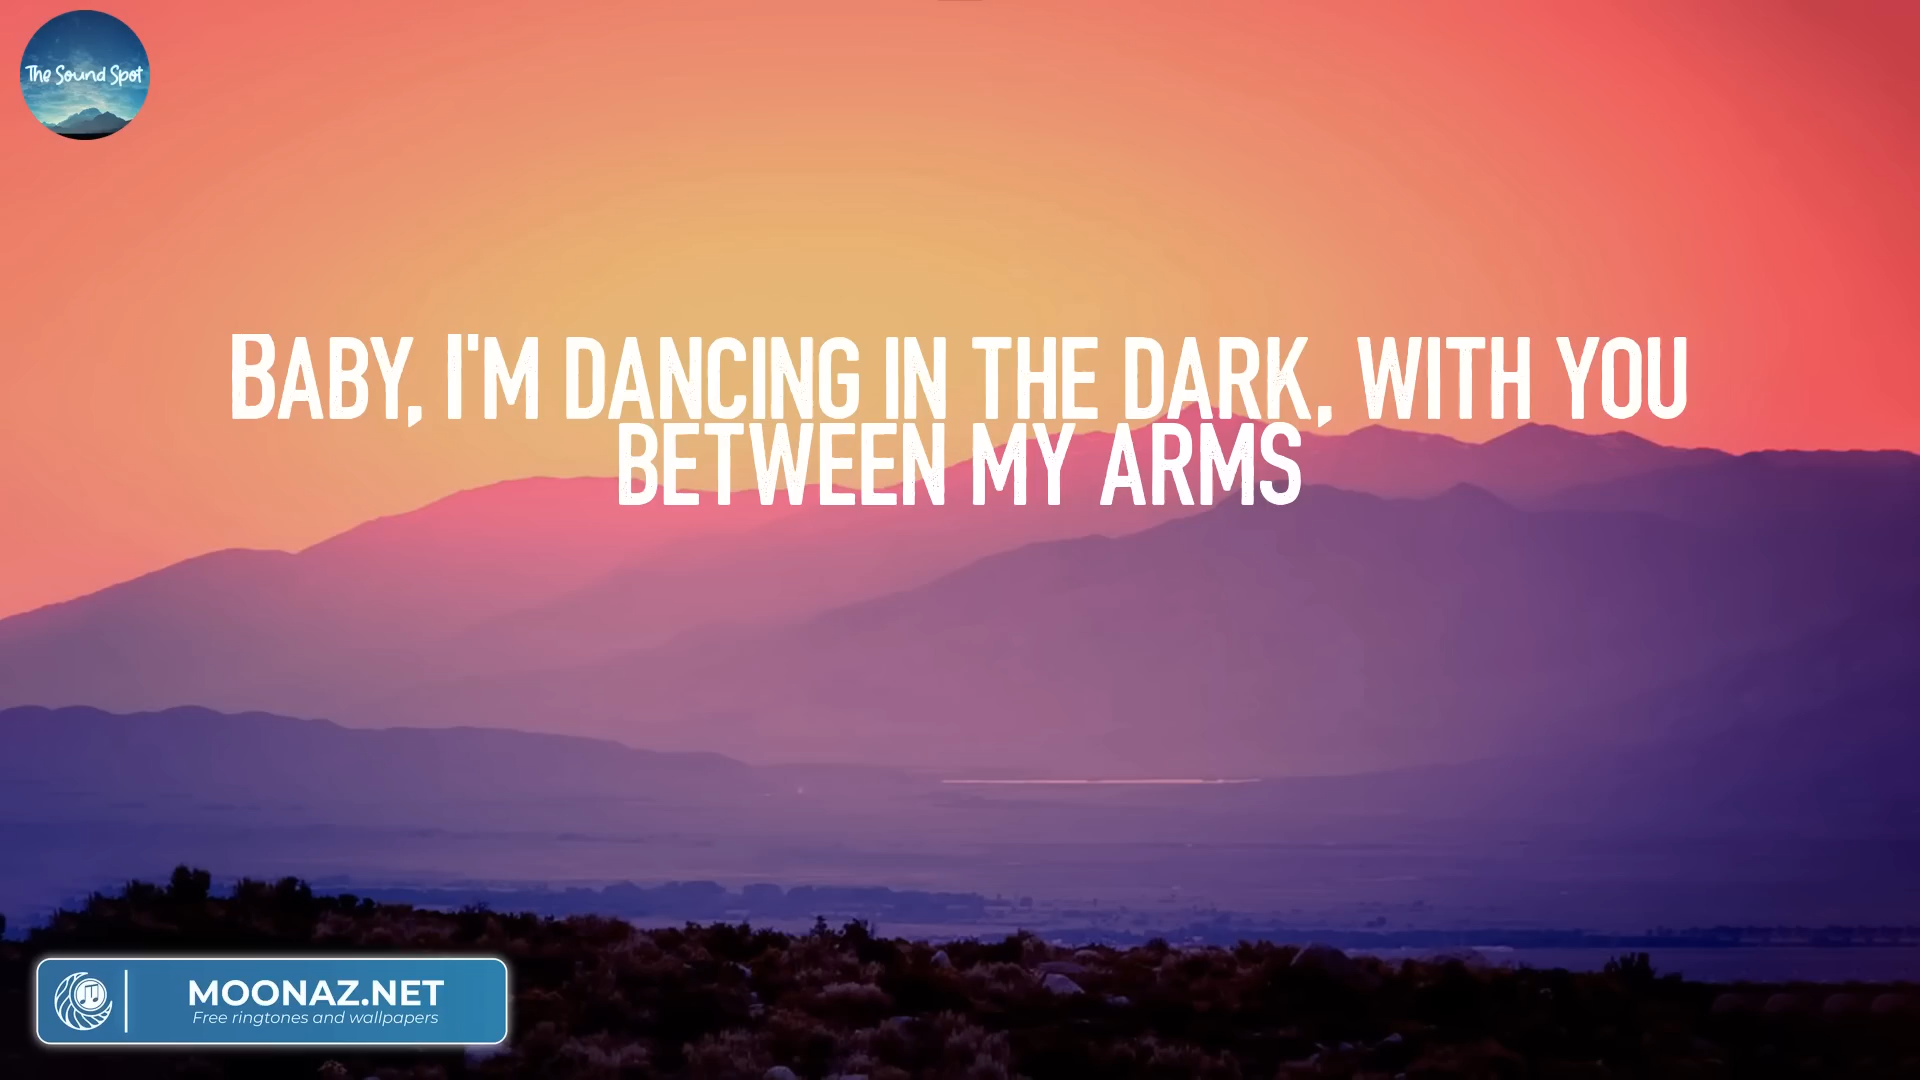 The Sound Spot
BABY, I'M DANCING IN THE DARK, WITH YOU
BETWEEN MY ARMS
MOONAZ.NET
Free ringtones and wallpapers